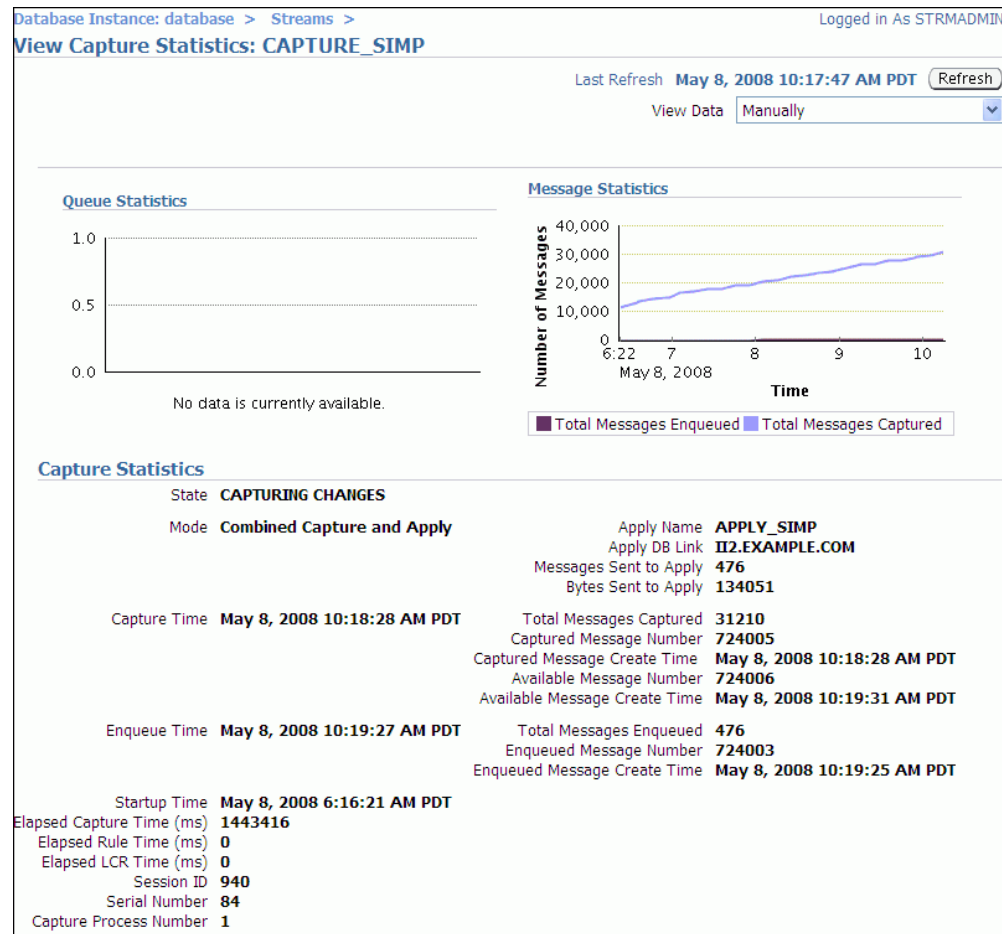 Database Instance: database > Streams >
Logged in As STRMADMIN
View Capture Statistics: CAPTURE_SIMP
Last Refresh May 8, 2008 10:17:47 AM PDT Refresh
View Data Manually
Queue Statistics
1.0
0.5
0.0
No data is currently available.
Message Statistics
Number of Messages
40,000
30,000
20,000
10,000
0
6:22 7 8 9 10
May 8, 2008
Time
Total Messages Enqueued Total Messages Captured
Capture Statistics
State CAPTURING CHANGES
Mode Combined Capture and Apply
Apply Name APPLY_SIMP
Apply DB Link II2.EXAMPLE.COM
Messages Sent to Apply 476
Bytes Sent to Apply 134051
Capture Time May 8, 2008 10:18:28 AM PDT
Total Messages Captured 31210
Captured Message Number 724005
Captured Message Create Time May 8, 2008 10:18:28 AM PDT
Available Message Number 724006
Available Message Create Time May 8, 2008 10:19:31 AM PDT
Enqueue Time May 8, 2008 10:19:27 AM PDT
Total Messages Enqueued 476
Enqueued Message Number 724003
Enqueued Message Create Time May 8, 2008 10:19:25 AM PDT
Startup Time May 8, 2008 6:16:21 AM PDT
Elapsed Capture Time (ms) 1443416
Elapsed Rule Time (ms) 0
Elapsed LCR Time (ms) 0
Session ID 940
Serial Number 84
Capture Process Number 1